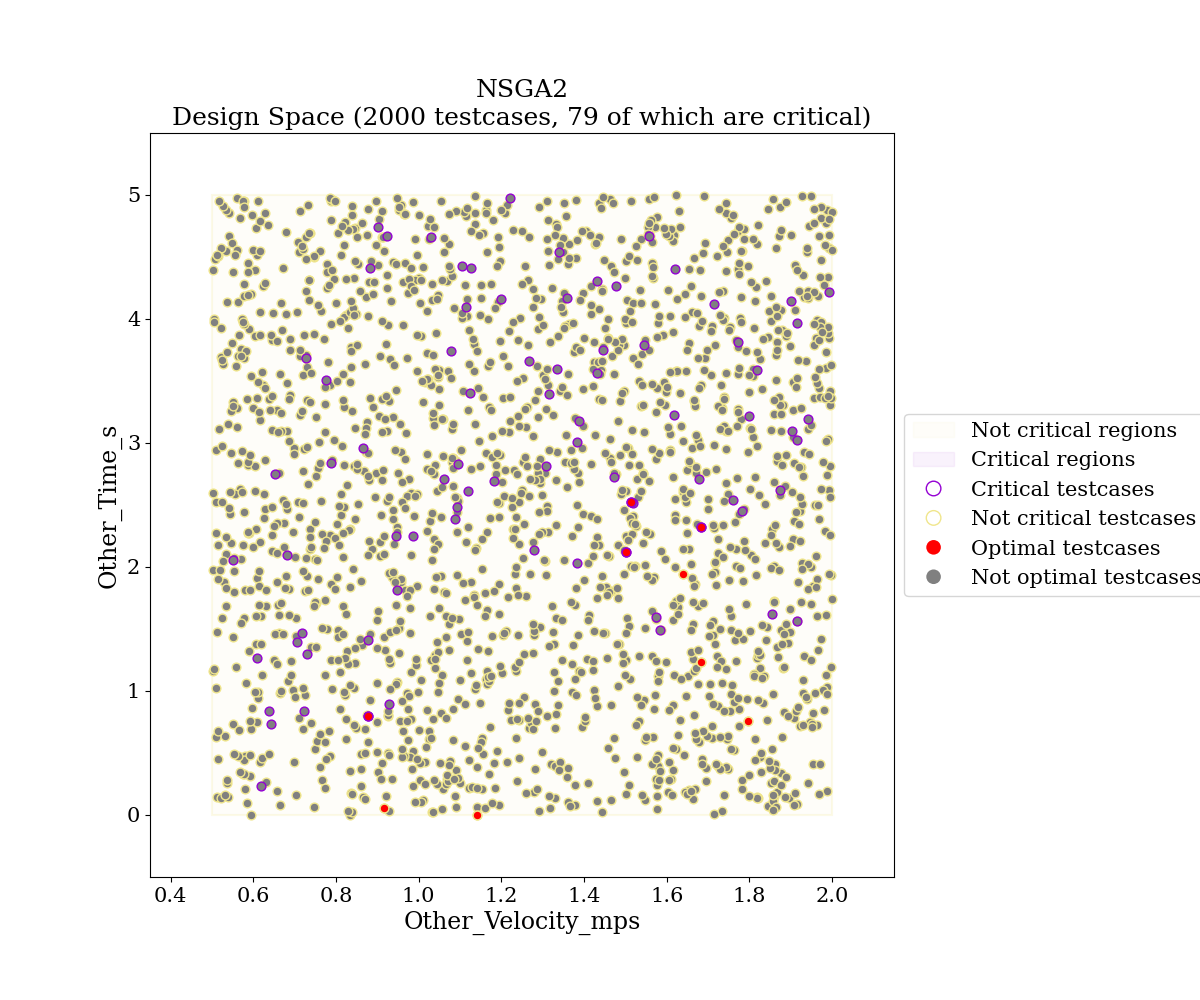 NSGA2
Design Space (2000 testcases, 79 of which are critical)
5
4
3
2
1
0
Other_Time_s
0.4 0.6 0.8 1.0 1.2 1.4 1.6 1.8 2.0
Other_Velocity_mps
Not critical regions
Critical regions
Critical testcases
Not critical testcases
Optimal testcases
Not optimal testcases